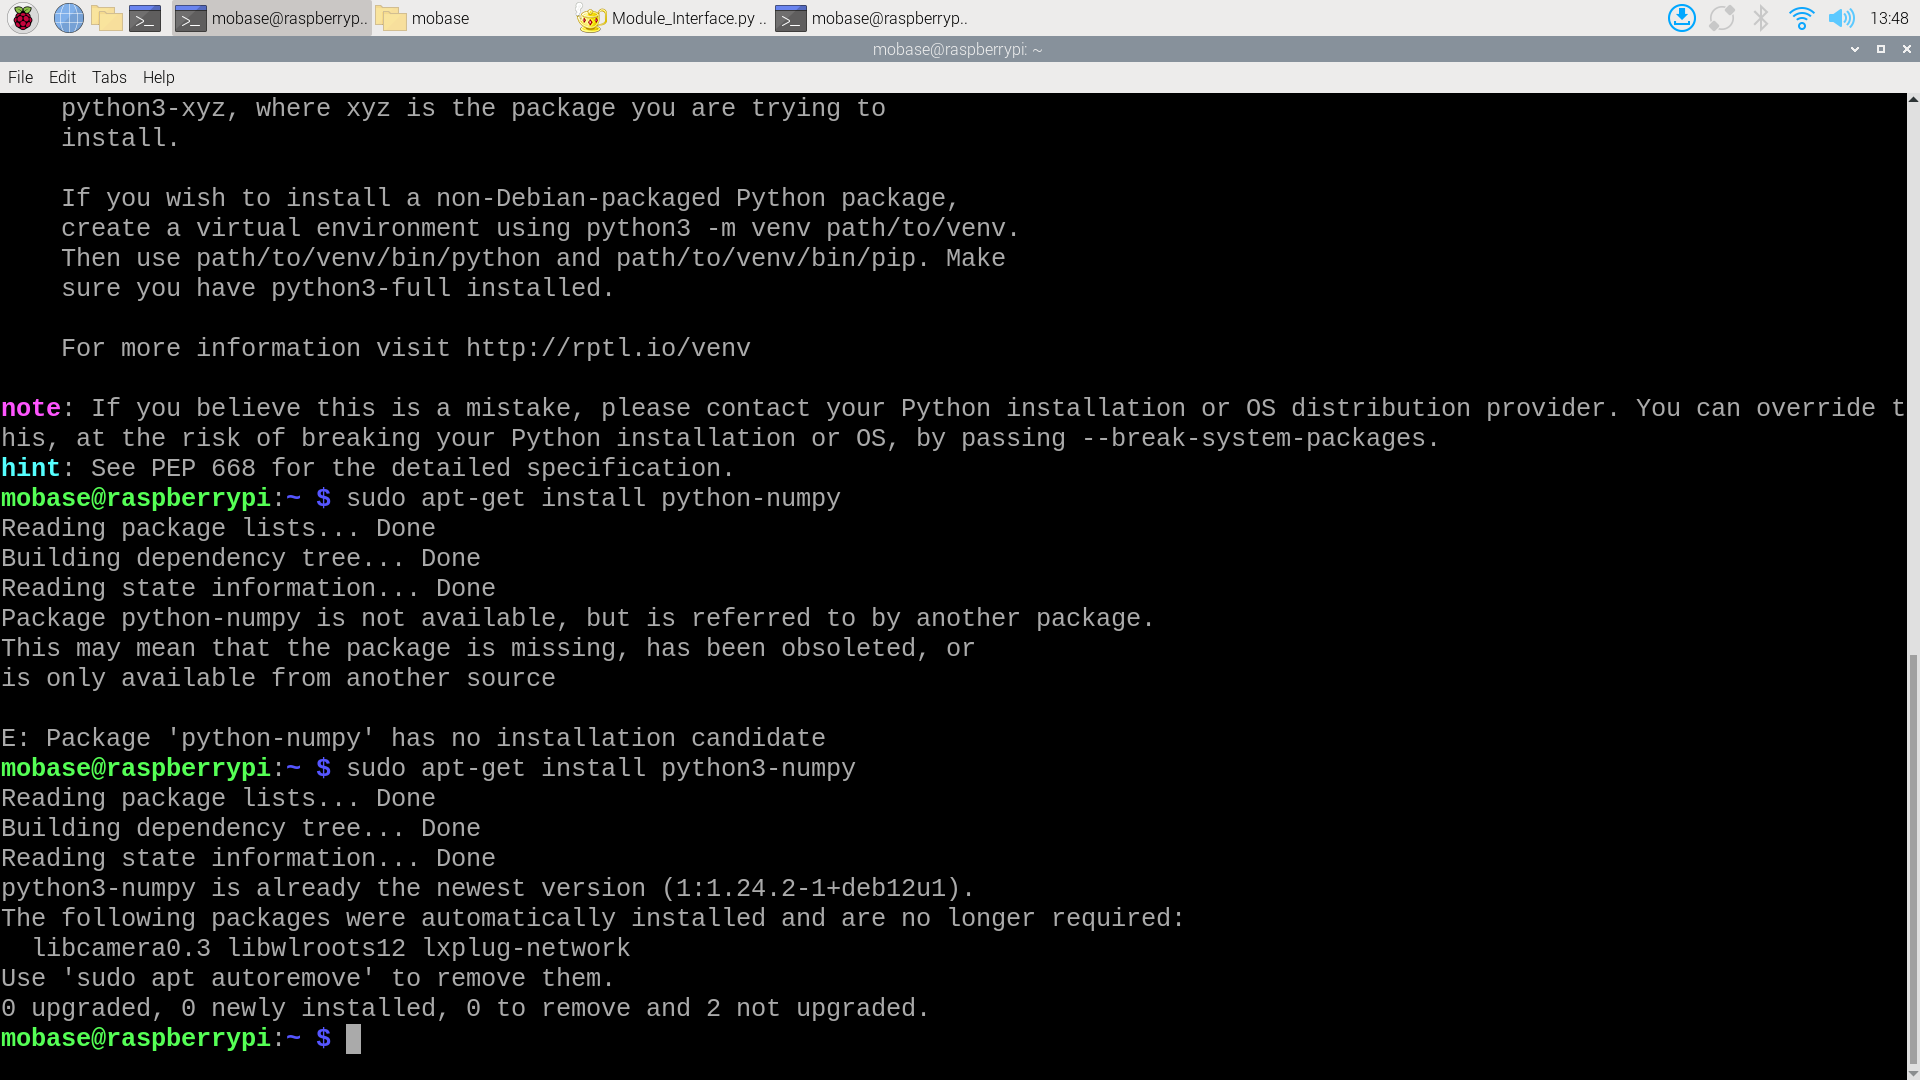 mobase@raspberryp.. mobase Module_Interface.py .. mobase@raspberryp.. 13:48
mobase@raspberrypi: ~
File Edit Tabs Help
python3-xyz, where xyz is the package you are trying to
install.
If you wish to install a non-Debian-packaged Python package,
create a virtual environment using python3 -m venv path/to/venv.
Then use path/to/venv/bin/python and path/to/venv/bin/pip. Make
sure you have python3-full installed.
For more information visit http://rptl.io/venv
note: If you believe this is a mistake, please contact your Python installation or OS distribution provider. You can override t
his, at the risk of breaking your Python installation or OS, by passing --break-system-packages.
hint: See PEP 668 for the detailed specification.
mobase@raspberrypi:~ $ sudo apt-get install python-numpy
Reading package lists... Done
Building dependency tree... Done
Reading state information... Done
Package python-numpy is not available, but is referred to by another package.
This may mean that the package is missing, has been obsoleted, or
is only available from another source
E: Package 'python-numpy' has no installation candidate
mobase@raspberrypi:~ $ sudo apt-get install python3-numpy
Reading package lists... Done
Building dependency tree... Done
Reading state information... Done
python3-numpy is already the newest version (1:1.24.2-1+deb12u1).
The following packages were automatically installed and are no longer required:
libcamera0.3 libwlroots12 lxplug-network
Use 'sudo apt autoremove' to remove them.
0 upgraded, 0 newly installed, 0 to remove and 2 not upgraded.
mobase@raspberrypi:~ $